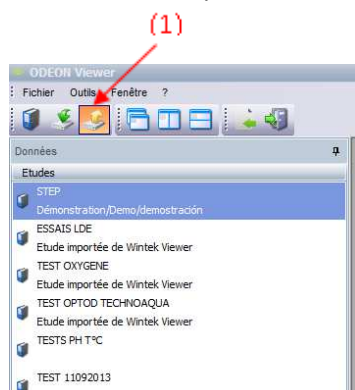 (1)
ODEON Viewer
Fichier Outils Fenêtre ?
Données
Etudes
STEP
Démonstration/Demo/demostración
ESSAIS LDE
Etude importée de Wintek Viewer
TEST OXYGENE
Etude importée de Wintek Viewer
TEST OPTOD TECHNOAQUA
Etude importée de Wintek Viewer
TESTS PH T°C
TEST 11092013